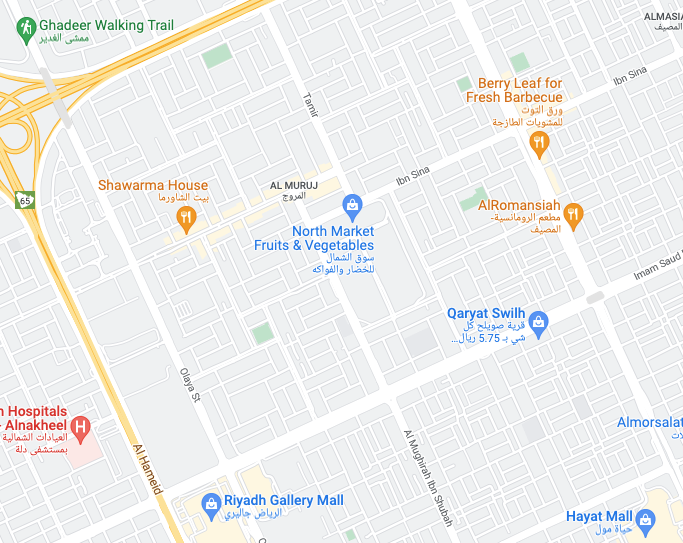 Ghadeer Walking Trail
ممشى الغدير
ALMASIA
المصيف
Ibn Sina
Berry Leaf for
Fresh Barbecue
ورق التوت
للمشويات الطازجة
Tamir
Ibn Sina
AL MURUJ
المروج
Shawarma House
بيت الشاورما
65
AlRomansiah
مطعم الرومانسية-
المصيف
North Market
Fruits & Vegetables
سوق الشمال
للخضار والفواكه
Imam Saud
Qaryat Swilh
قرية صويلح كل
شي بـ 5.75 ريال...
Olaya St
n Hospitals
- Alnakheel
العيادات الشمالية
بمستشفى دلة
H
Almorsalat
Al Hameid
Al Mughirah Ibn Shubah
Riyadh Gallery Mall
الرياض جاليري
Hayat Mall
حياة مول